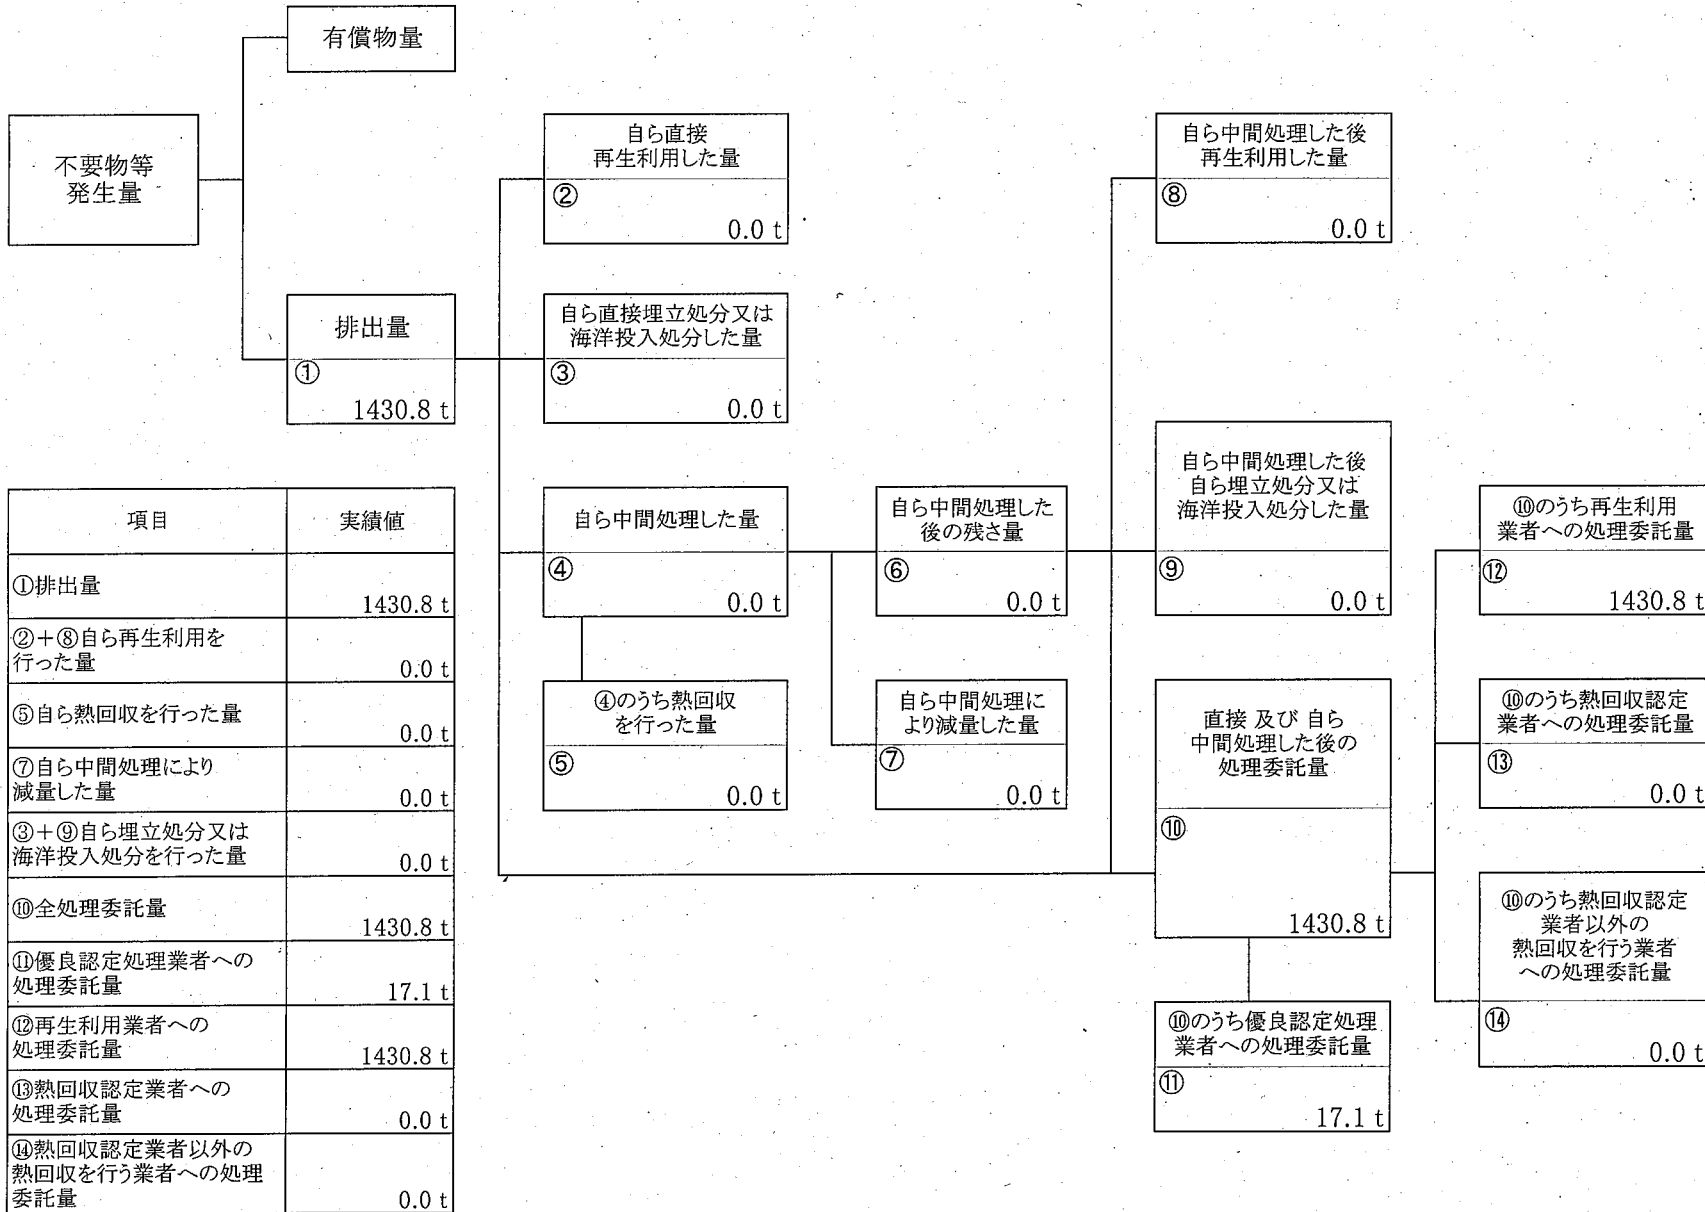 有償物量
不要物等
発生量
排出量
①
1430.8 t
自ら直接
再生利用した量
②
0.0 t
自ら直接埋立処分又は
海洋投入処分した量
③
0.0 t
自ら中間処理した量
④
0.0 t
④のうち熱回収
を行った量
⑤
0.0 t
自ら中間処理した
後の残さ量
⑥
0.0 t
自ら中間処理に
より減量した量
⑦
0.0 t
自ら中間処理した後
再生利用した量
⑧
0.0 t
自ら中間処理した後
自ら埋立処分又は
海洋投入処分した量
⑨
0.0 t
直接 及び 自ら
中間処理した後の
処理委託量
⑩
1430.8 t
⑩のうち優良認定処理
業者への処理委託量
⑪
17.1 t
⑩のうち再生利用
業者への処理委託量
⑫
1430.8 t
⑩のうち熱回収認定
業者への処理委託量
⑬
0.0 t
⑩のうち熱回収認定
業者以外の
熱回収を行う業者
への処理委託量
⑭
0.0 t
項目 実績値
①排出量
1430.8 t
②+⑧自ら再生利用を
行った量
0.0 t
⑤自ら熱回収を行った量
0.0 t
⑦自ら中間処理により
減量した量
0.0 t
③+⑨自ら埋立処分又は
海洋投入処分を行った量
0.0 t
⑩全処理委託量
1430.8 t
⑪優良認定処理業者への
処理委託量
17.1 t
⑫再生利用業者への
処理委託量
1430.8 t
⑬熱回収認定業者への
処理委託量
0.0 t
⑭熱回収認定業者以外の
熱回収を行う業者への処理
委託量
0.0 t